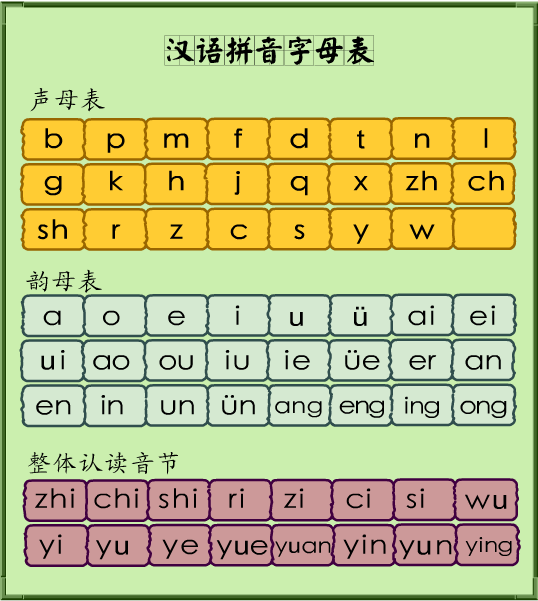 汉语拼音字母表
声母表
b p m f d t n l
g k h j q x zh ch
sh r z c s y w
韵母表
a o e i u ü ai ei
ui ao ou iu ie üe er an
en in un ün ang eng ing ong
整体认读音节
zhi chi shi ri zi ci si wu
yi yu ye yue yuan yin yun ying